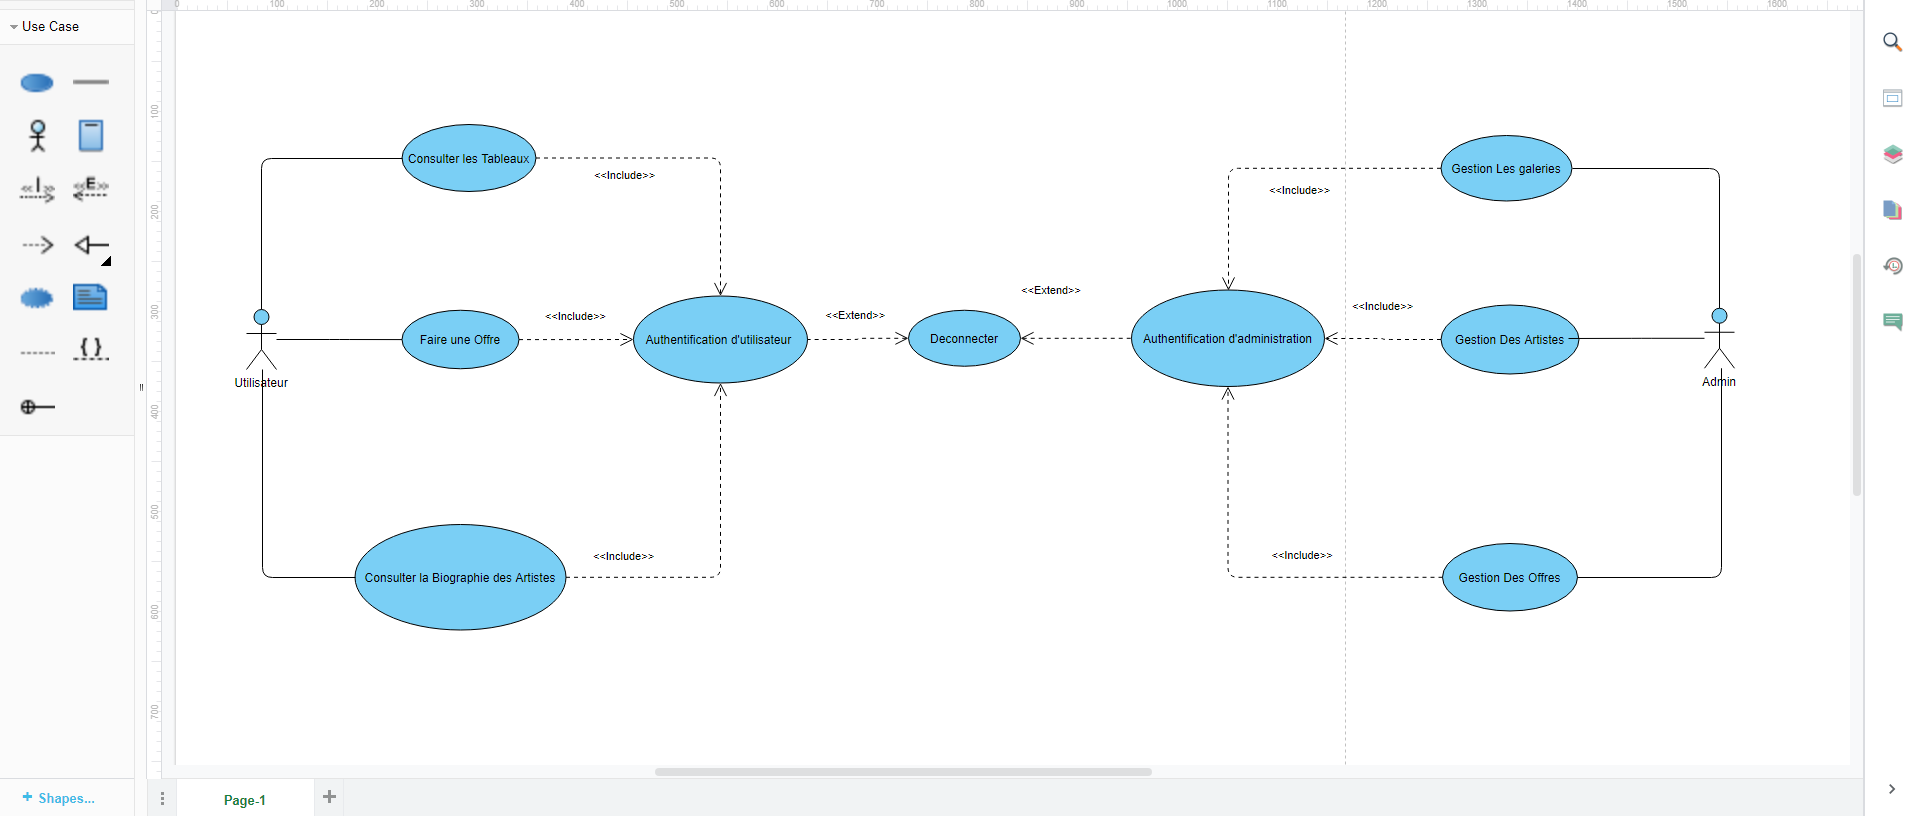 Use Case
0 100 200 300 400 500 600 700 800 900 1000 1100 1200 1300 1400 1500 1600
0
100
200
300
400
500
600
700
<<I>>
<<E>>
{ }
Consulter les Tableaux
<<Include>>
Gestion Les galeries
<<Include>>
<<Extend>>
<<Include>>
<<Include>>
<<Extend>>
Faire une Offre
Authentification d'utilisateur
Deconnecter
Authentification d'administration
Gestion Des Artistes
Utilisateur
Admin
<<Include>>
<<Include>>
Consulter la Biographie des Artistes
Gestion Des Offres
+ Shapes...
Page-1
+